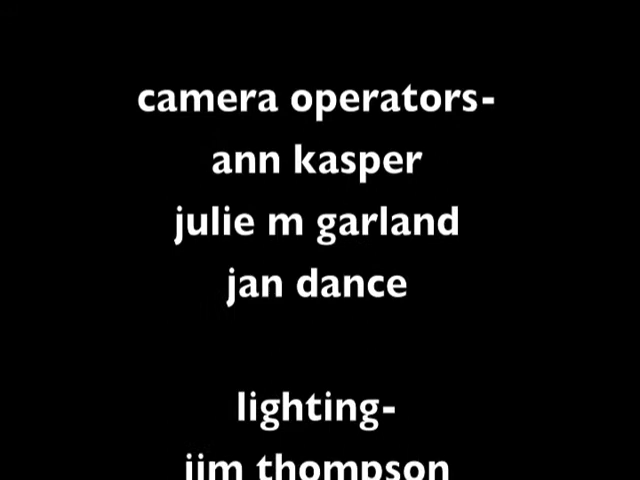 camera operators-
ann kasper
julie m garland
jan dance
lighting-
jim thompson